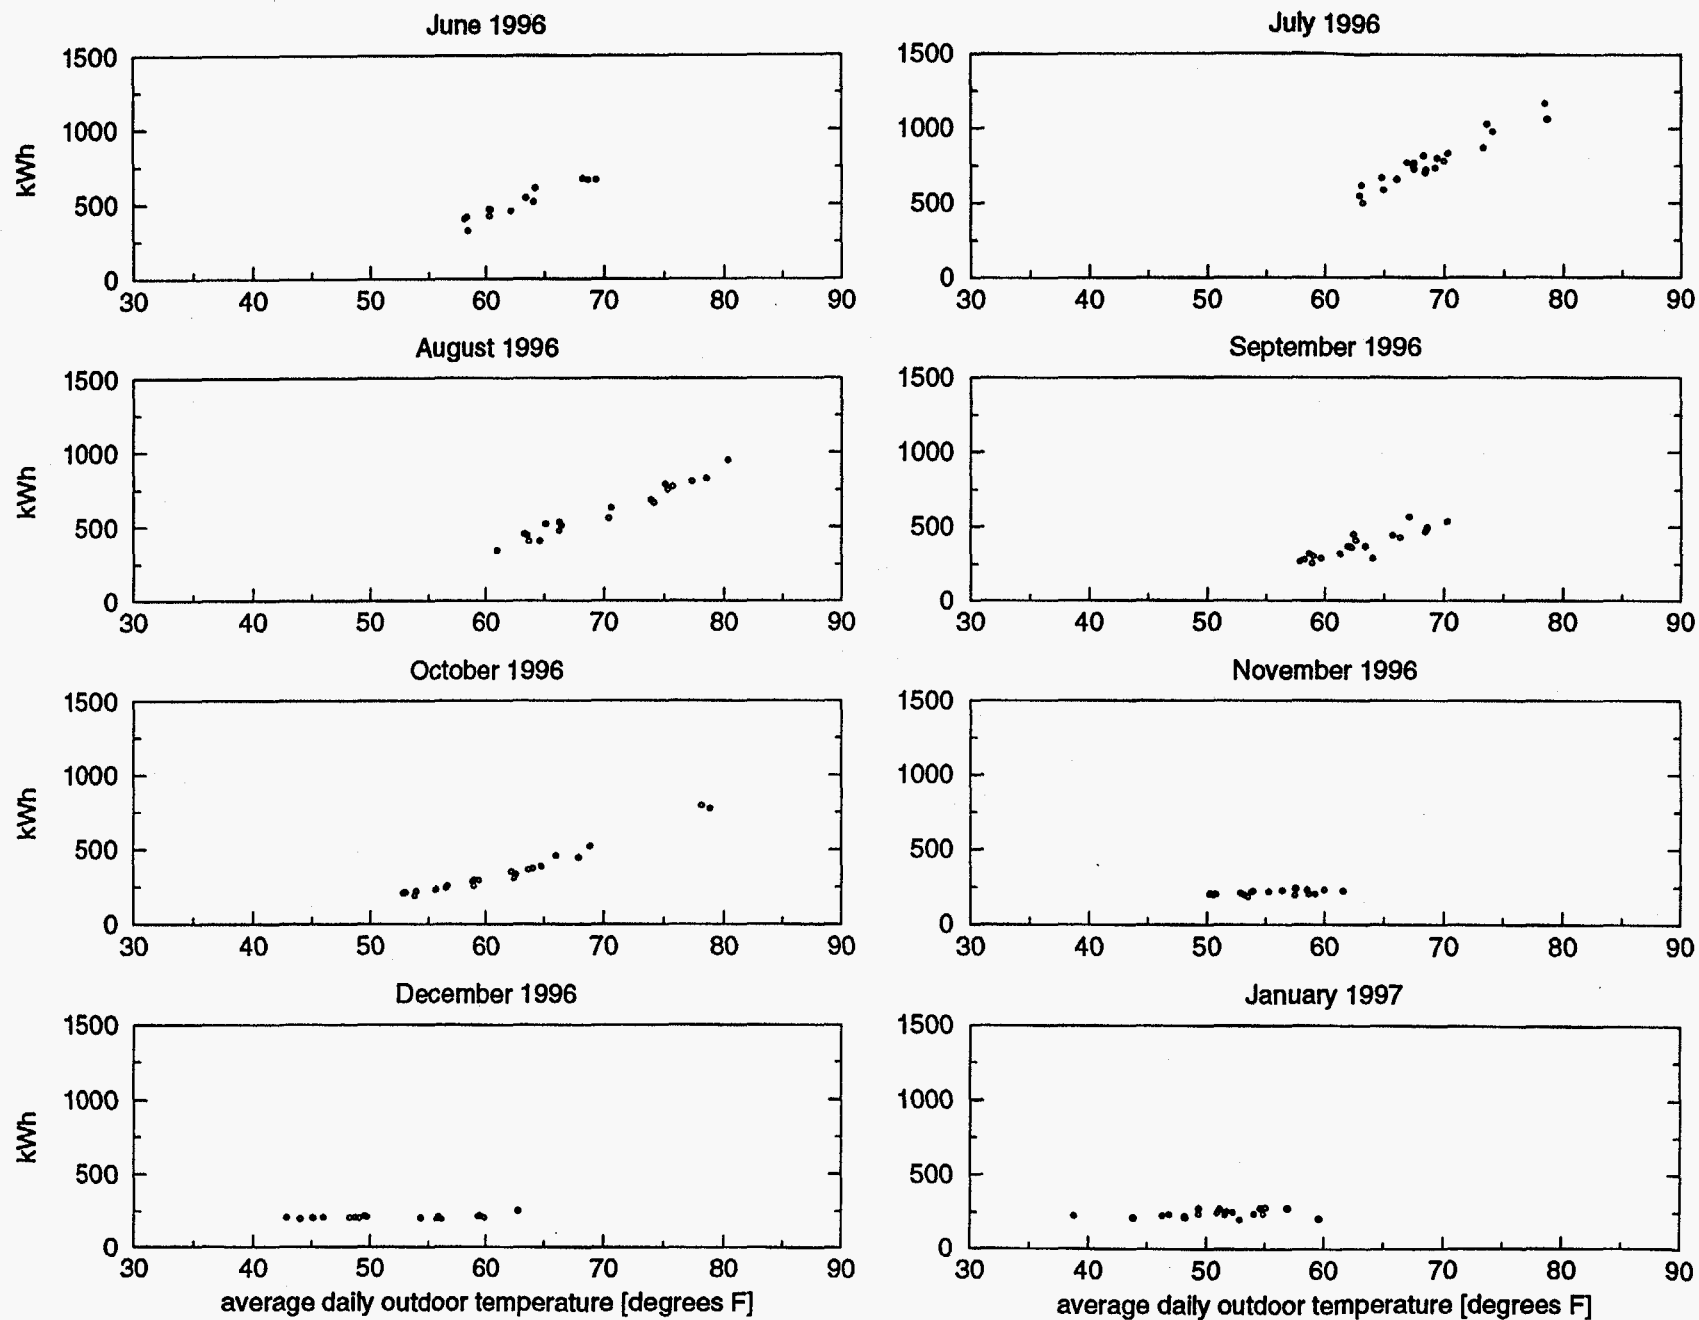 June 1996
July 1996
kWh
1500
1000
500
0
30 40 50 60 70 80 90
1500
1000
500
0
30 40 50 60 70 80 90
August 1996
September 1996
kWh
1500
1000
500
0
30 40 50 60 70 80 90
1500
1000
500
0
30 40 50 60 70 80 90
October 1996
November 1996
kWh
1500
1000
500
0
30 40 50 60 70 80 90
1500
1000
500
0
30 40 50 60 70 80 90
December 1996
January 1997
kWh
1500
1000
500
0
30 40 50 60 70 80 90
average daily outdoor temperature [degrees F]
1500
1000
500
0
30 40 50 60 70 80 90
average daily outdoor temperature [degrees F]